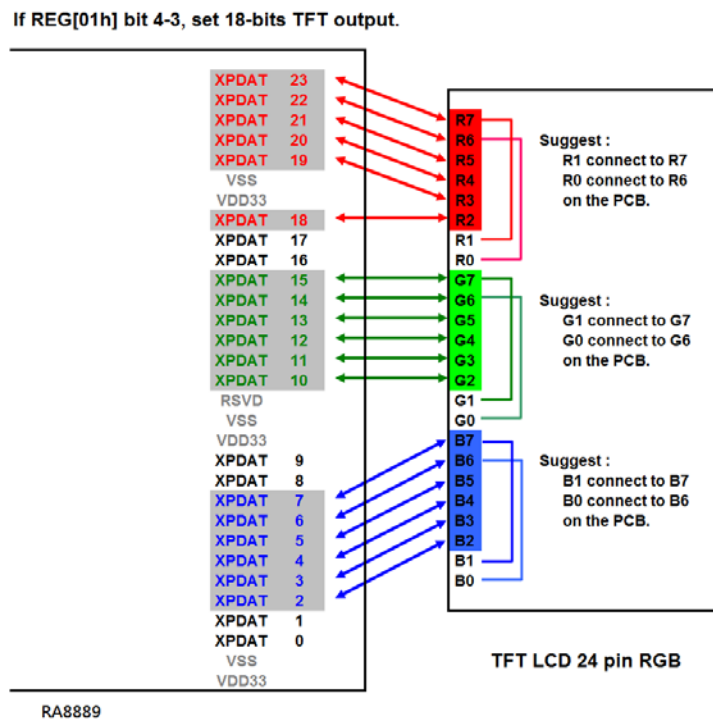 If REG[01h] bit 4-3, set 18-bits TFT output.
XPDAT 23
XPDAT 22
XPDAT 21
XPDAT 20
XPDAT 19
VSS
VDD33
XPDAT 18
XPDAT 17
XPDAT 16
XPDAT 15
XPDAT 14
XPDAT 13
XPDAT 12
XPDAT 11
XPDAT 10
RSVD
VSS
VDD33
XPDAT 9
XPDAT 8
XPDAT 7
XPDAT 6
XPDAT 5
XPDAT 4
XPDAT 3
XPDAT 2
XPDAT 1
XPDAT 0
VSS
VDD33
RA8889
R7
R6
R5
R4
R3
R2
R1
R0
G7
G6
G5
G4
G3
G2
G1
G0
B7
B6
B5
B4
B3
B2
B1
B0
Suggest :
R1 connect to R7
R0 connect to R6
on the PCB.
Suggest :
G1 connect to G7
G0 connect to G6
on the PCB.
Suggest :
B1 connect to B7
B0 connect to B6
on the PCB.
TFT LCD 24 pin RGB